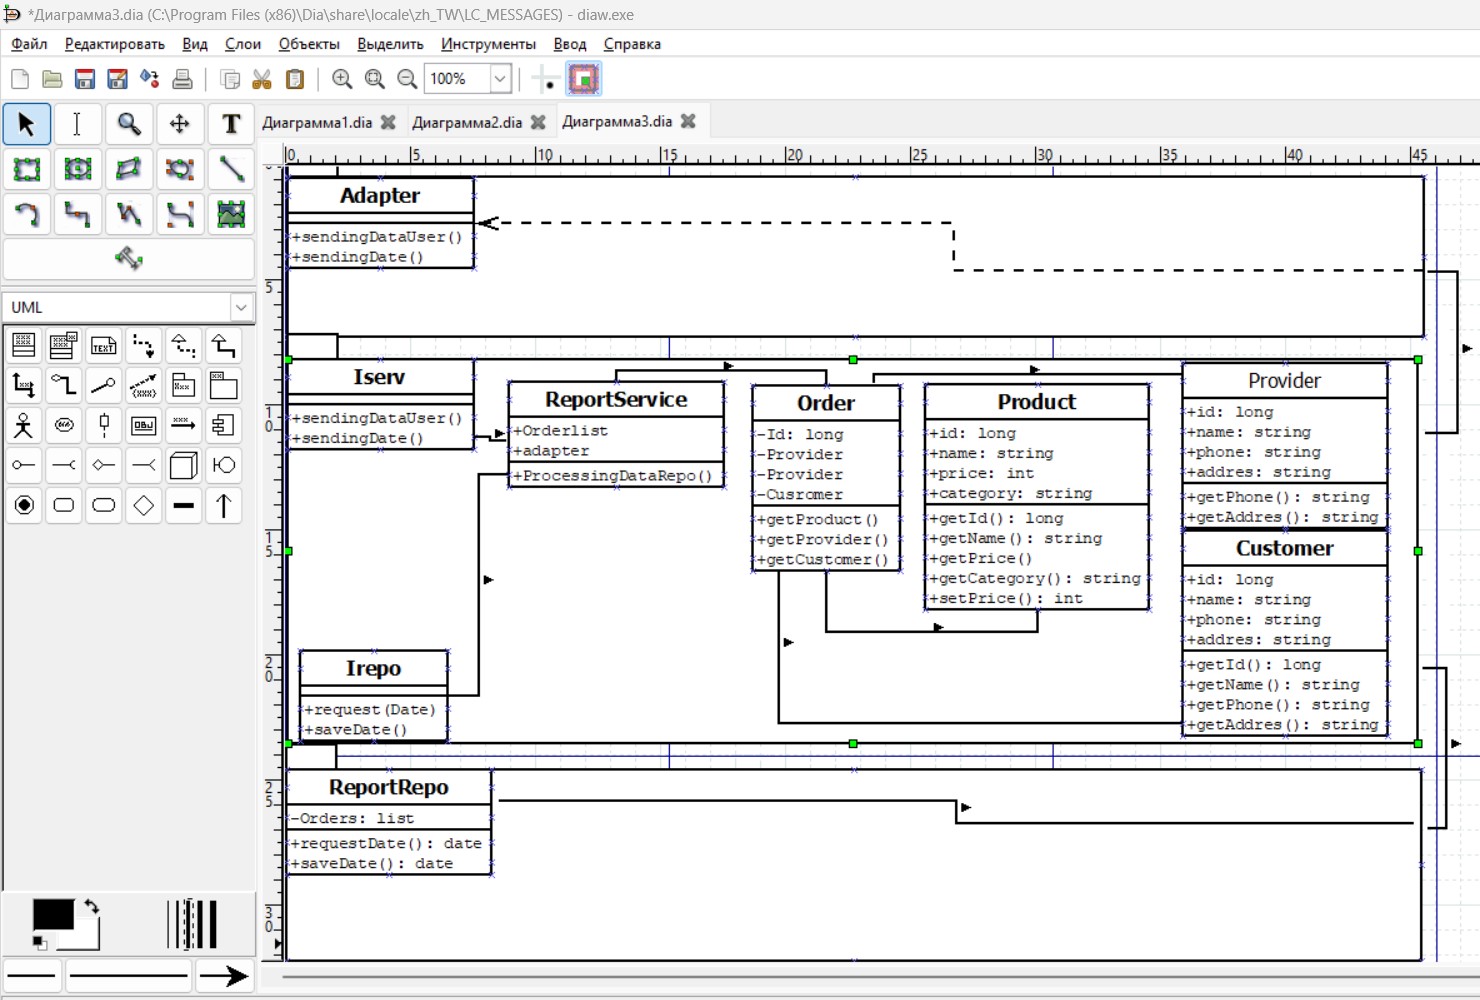 *Диаграмма3.dia (C:\Program Files (x86)\Dia\share\locale\zh_TW\LC_MESSAGES) - diaw.exe
Файл Редактировать Вид Слои Объекты Выделить Инструменты Ввод Справка
100%
Диаграмма1.dia Диаграмма2.dia Диаграмма3.dia
0 5 10 15 20 25 30 35 40 45
UML
5
10
15
20
25
30
Adapter
+sendingDataUser()
+sendingDate()
Iserv
+sendingDataUser()
+sendingDate()
ReportService
+Orderlist
+adapter
+ProcessingDataRepo()
Order
-Id: long
-Provider
-Provider
-Cusromer
+getProduct()
+getProvider()
+getCustomer()
Product
+id: long
+name: string
+price: int
+category: string
+getId(): long
+getName(): string
+getPrice()
+getCategory(): string
+setPrice(): int
Provider
+id: long
+name: string
+phone: string
+addres: string
+getPhone(): string
+getAddres(): string
Customer
+id: long
+name: string
+phone: string
+addres: string
+getId(): long
+getName(): string
+getPhone(): string
+getAddres(): string
Irepo
+request(Date)
+saveDate()
ReportRepo
-Orders: list
+requestDate(): date
+saveDate(): date